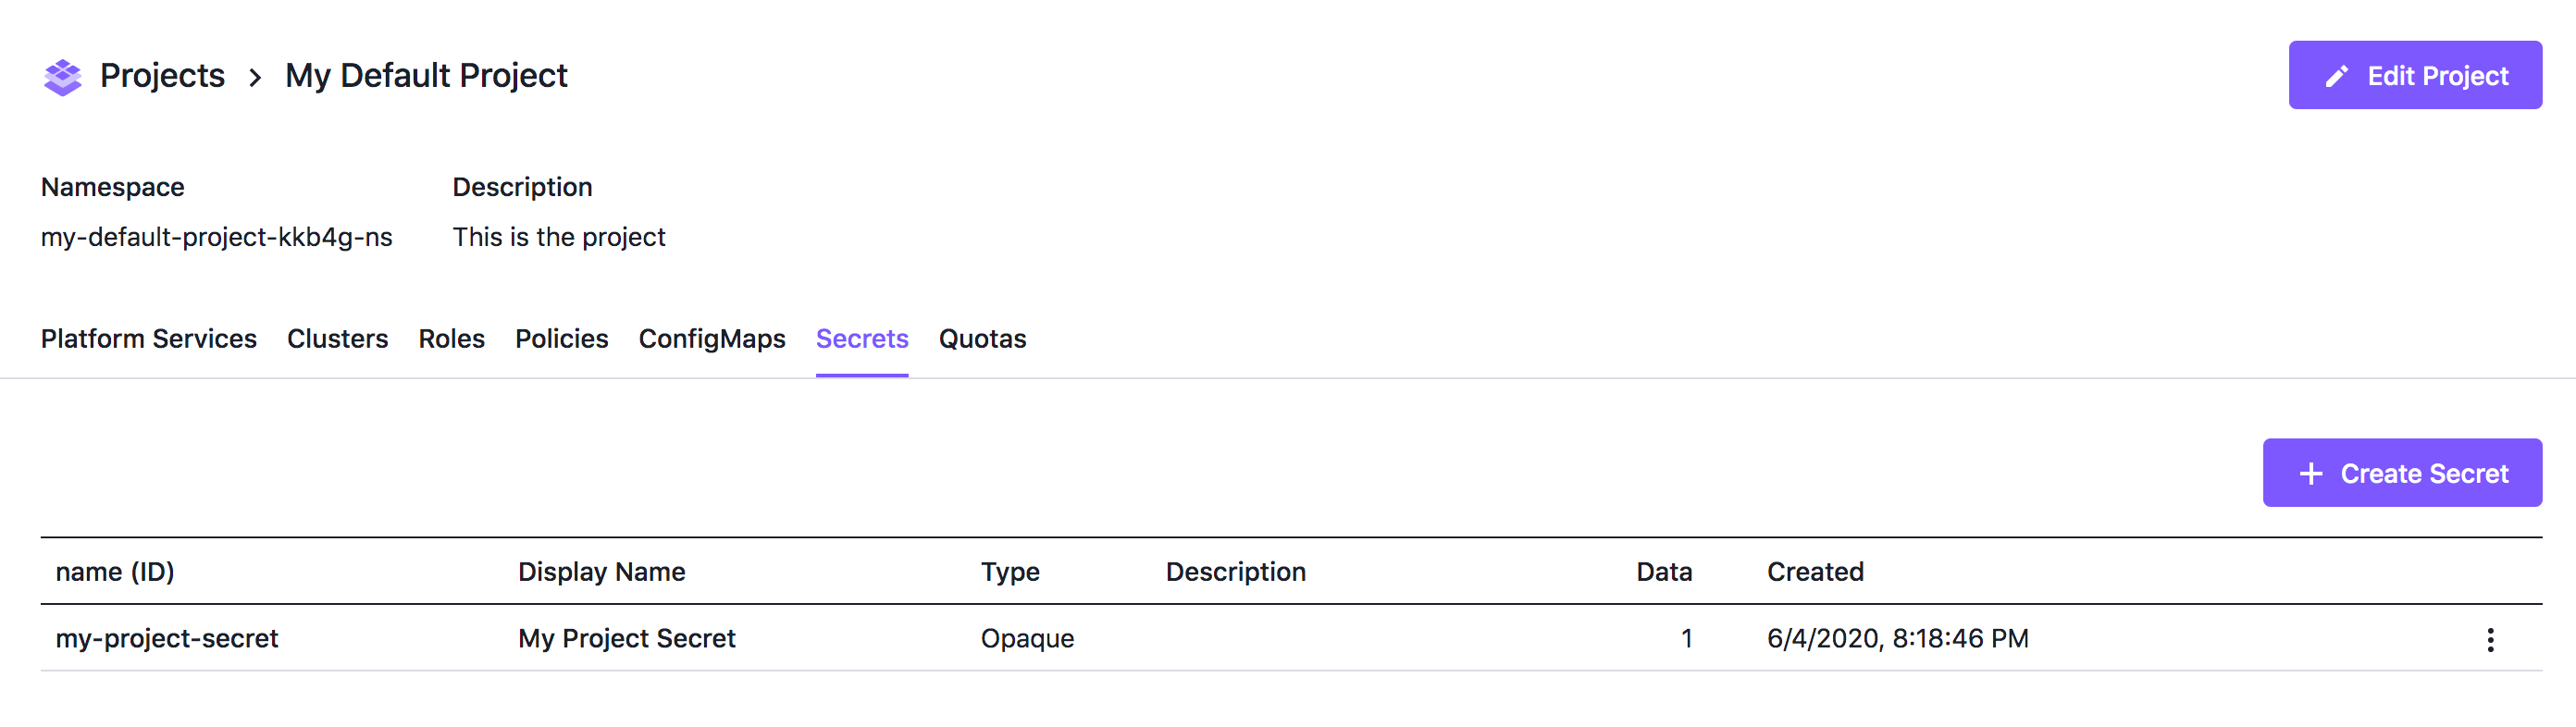 Projects > My Default Project
Edit Project
Namespace Description
my-default-project-kkb4g-ns This is the project
Platform Services Clusters Roles Policies ConfigMaps Secrets Quotas
+ Create Secret
name (ID) Display Name Type Description Data Created
my-project-secret My Project Secret Opaque 1 6/4/2020, 8:18:46 PM